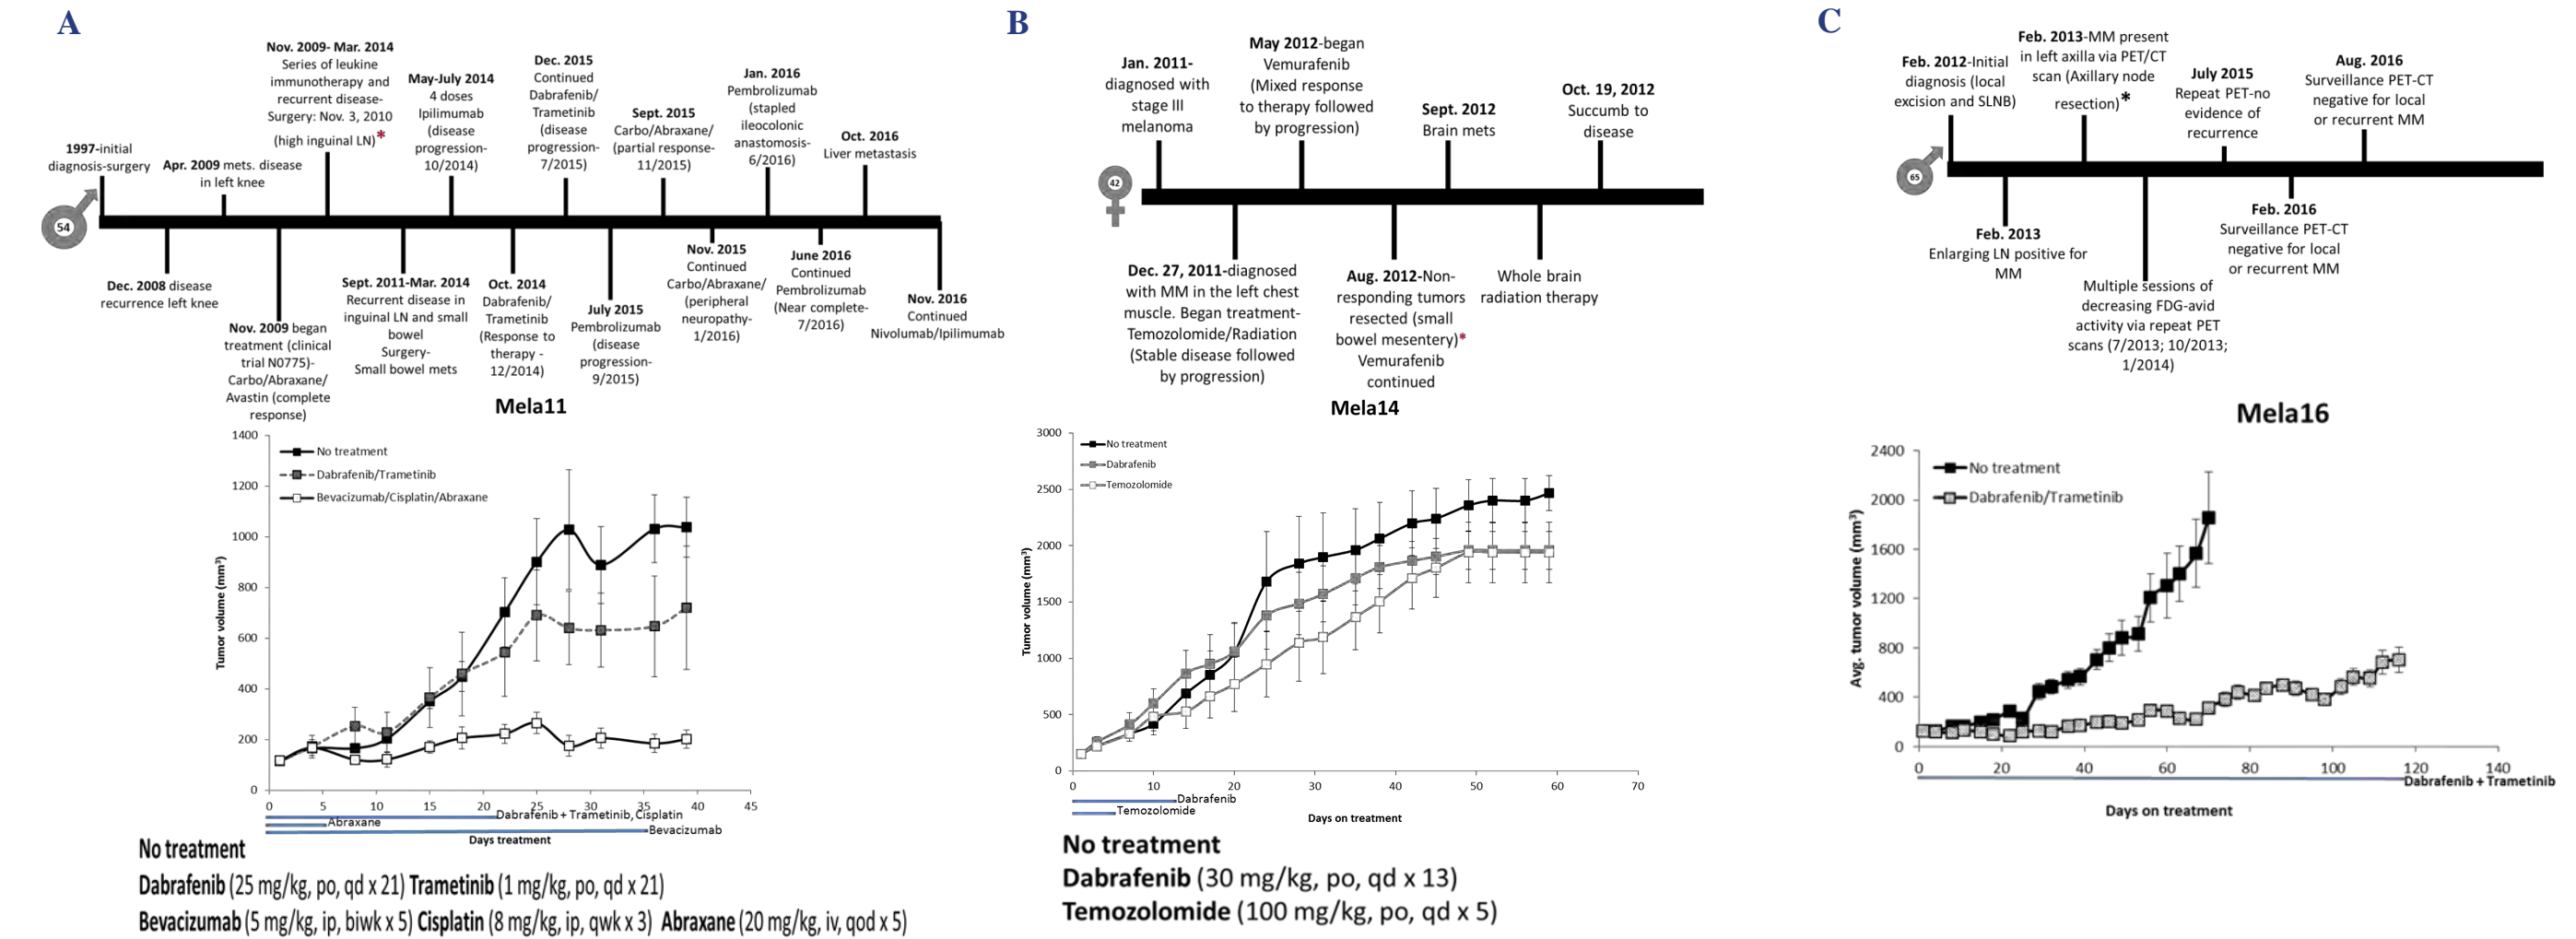 A
Nov. 2009- Mar. 2014
Series of leukine
immunotherapy and
recurrent disease-
Surgery: Nov. 3, 2010
(high inguinal LN)*
May-July 2014
4 doses
Ipilimumab
(disease
progression-
10/2014)
Dec. 2015
Continued
Dabrafenib/
Trametinib
(disease
progression-
7/2015)
Sept. 2015
Carbo/Abraxane/
(partial response-
11/2015)
Jan. 2016
Pembrolizumab
(stapled
ileocolonic
anastomosis-
6/2016)
Oct. 2016
Liver metastasis
1997-initial
diagnosis-surgery
Apr. 2009 mets. disease
in left knee
54
Dec. 2008 disease
recurrence left knee
Nov. 2009 began
treatment (clinical
trial N0775)-
Carbo/Abraxane/
Avastin (complete
response)
Sept. 2011-Mar. 2014
Recurrent disease in
inguinal LN and small
bowel
Surgery-
Small bowel mets
Oct. 2014
Dabrafenib/
Trametinib
(Response to
therapy -
12/2014)
July 2015
Pembrolizumab
(disease
progression-
9/2015)
Nov. 2015
Continued
Carbo/Abraxane/
(peripheral
neuropathy-
1/2016)
June 2016
Continued
Pembrolizumab
(Near complete-
7/2016)
Nov. 2016
Continued
Nivolumab/Ipilimumab
Mela11
1400
1200
1000
800
600
400
200
0
Tumor volume (mm³)
No treatment
Dabrafenib/Trametinib
Bevacizumab/Cisplatin/Abraxane
0 5 10 15 20 25 30 35 40 45
Dabrafenib + Trametinib, Cisplatin
Abraxane
Bevacizumab
Days treatment
No treatment
Dabrafenib (25 mg/kg, po, qd x 21) Trametinib (1 mg/kg, po, qd x 21)
Bevacizumab (5 mg/kg, ip, biwk x 5) Cisplatin (8 mg/kg, ip, qwk x 3) Abraxane (20 mg/kg, iv, qod x 5)
B
Jan. 2011-
diagnosed with
stage III
melanoma
May 2012-began
Vemurafenib
(Mixed response
to therapy followed
by progression)
Sept. 2012
Brain mets
Oct. 19, 2012
Succumb to
disease
42
Dec. 27, 2011-diagnosed
with MM in the left chest
muscle. Began treatment-
Temozolomide/Radiation
(Stable disease followed
by progression)
Aug. 2012-Non-
responding tumors
resected (small
bowel mesentery)*
Vemurafenib
continued
Whole brain
radiation therapy
Mela14
3000
2500
2000
1500
1000
500
0
Tumor volume (mm³)
No treatment
Dabrafenib
Temozolomide
0 10 20 30 40 50 60 70
Dabrafenib
Temozolomide
Days on treatment
No treatment
Dabrafenib (30 mg/kg, po, qd x 13)
Temozolomide (100 mg/kg, po, qd x 5)
C
Feb. 2012-Initial
diagnosis (local
excision and SLNB)
Feb. 2013-MM present
in left axilla via PET/CT
scan (Axillary node
resection)*
July 2015
Repeat PET-no
evidence of
recurrence
Aug. 2016
Surveillance PET-CT
negative for local
or recurrent MM
65
Feb. 2013
Enlarging LN positive for
MM
Multiple sessions of
decreasing FDG-avid
activity via repeat PET
scans (7/2013; 10/2013;
1/2014)
Feb. 2016
Surveillance PET-CT
negative for local
or recurrent MM
Mela16
2400
2000
1600
1200
800
400
0
Avg. tumor volume (mm³)
No treatment
Dabrafenib/Trametinib
0 20 40 60 80 100 120 140
Dabrafenib + Trametinib
Days on treatment